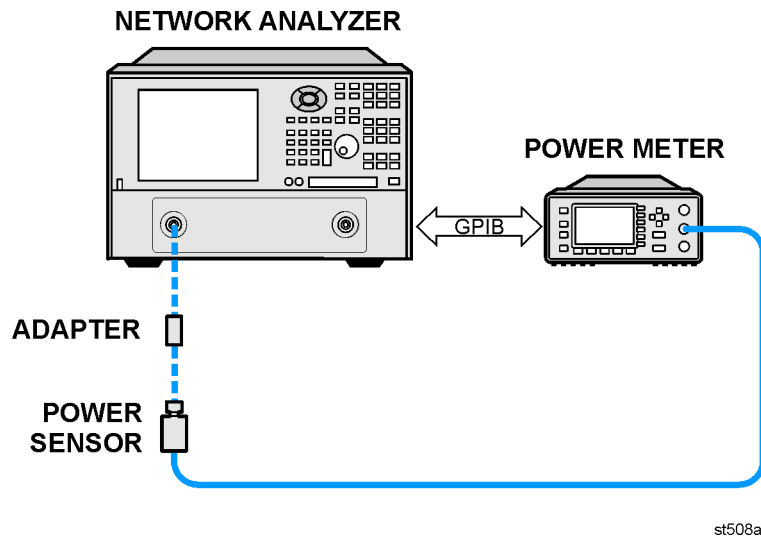 NETWORK ANALYZER
POWER METER
GPIB
ADAPTER
POWER
SENSOR
st508a